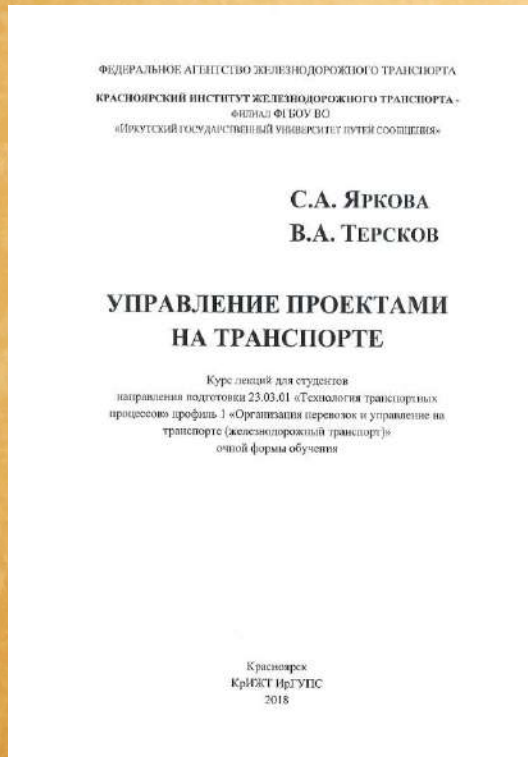 ФЕДЕРАЛЬНОЕ АГЕНТСТВО ЖЕЛЕЗНОДОРОЖНОГО ТРАНСПОРТА
КРАСНОЯРСКИЙ ИНСТИТУТ ЖЕЛЕЗНОДОРОЖНОГО ТРАНСПОРТА -
ФИЛИАЛ ФГБОУ ВО
«ИРКУТСКИЙ ГОСУДАРСТВЕННЫЙ УНИВЕРСИТЕТ ПУТЕЙ СООБЩЕНИЯ»
С.А. ЯРКОВА
В.А. ТЕРСКОВ
УПРАВЛЕНИЕ ПРОЕКТАМИ
НА ТРАНСПОРТЕ
Курс лекций для студентов
направления подготовки 23.03.01 «Технология транспортных
процессов» профиль 1 «Организация перевозок и управление на
транспорте (железнодорожный транспорт)»
очной формы обучения
Красноярск
КрИЖТ ИрГУПС
2018